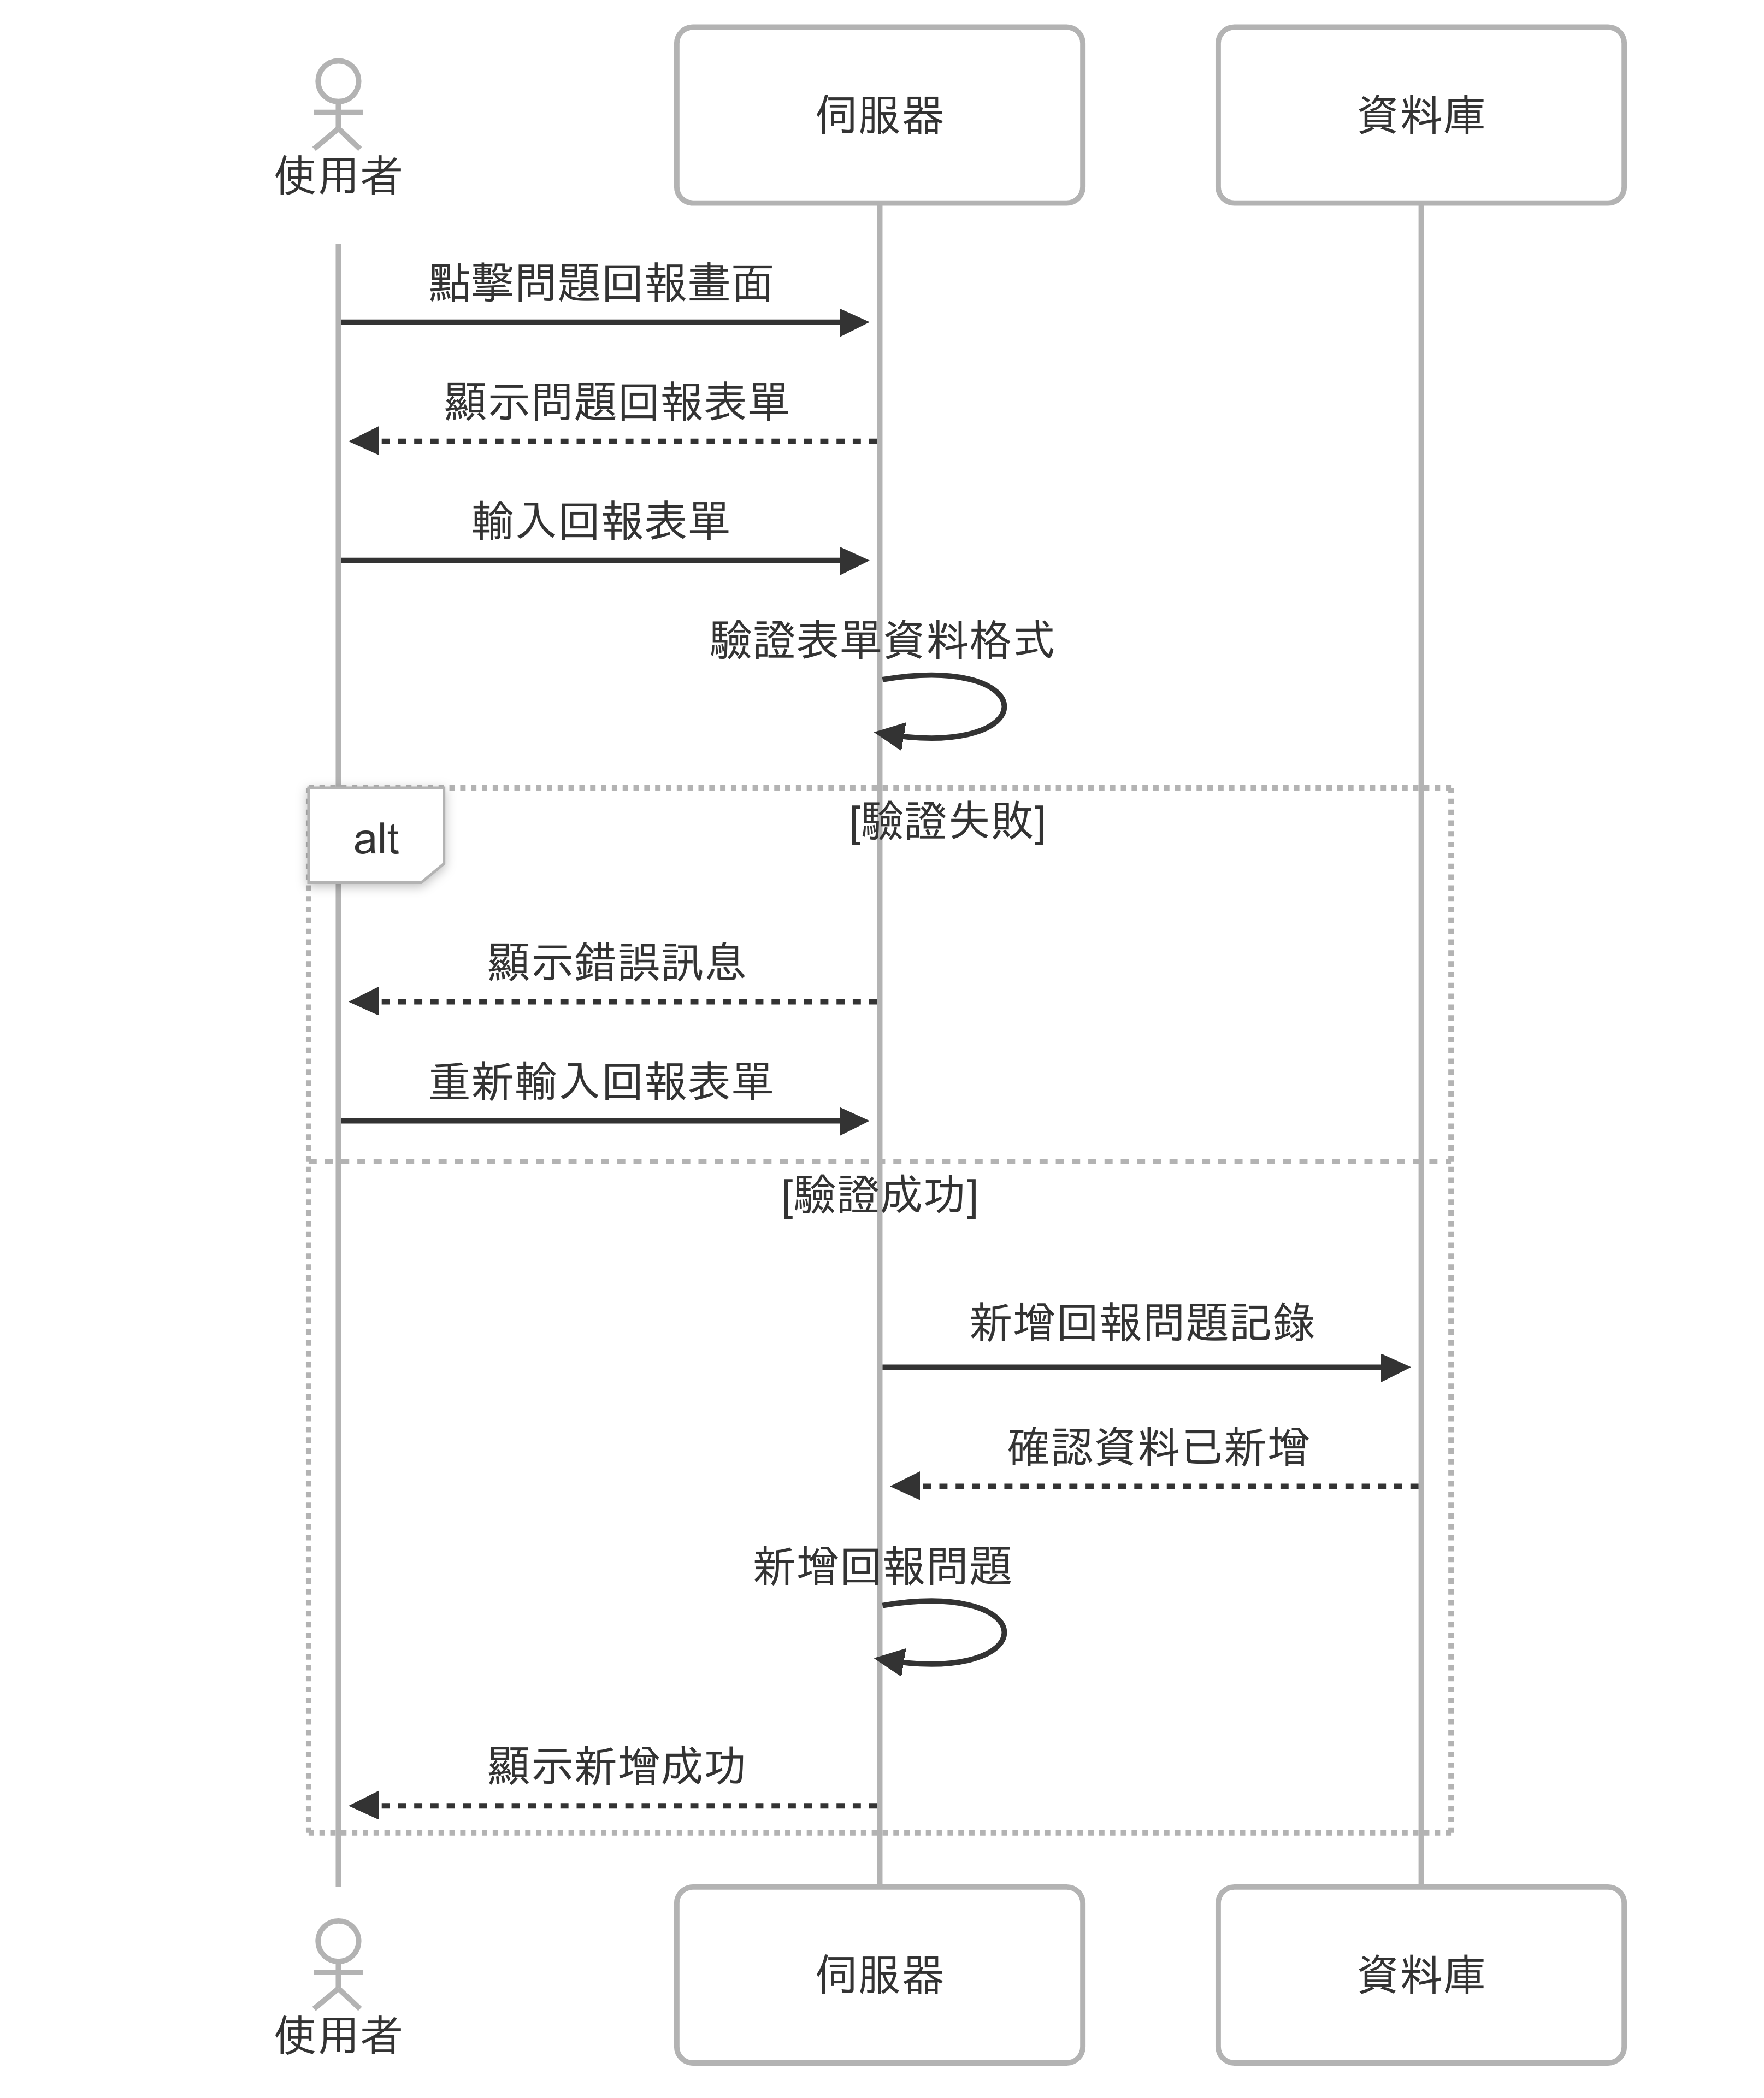 使用者
伺服器
資料庫
點擊問題回報畫面
顯示問題回報表單
輸入回報表單
驗證表單資料格式
alt
[驗證失敗]
顯示錯誤訊息
重新輸入回報表單
[驗證成功]
新增回報問題記錄
確認資料已新增
新增回報問題
顯示新增成功
使用者
伺服器
資料庫